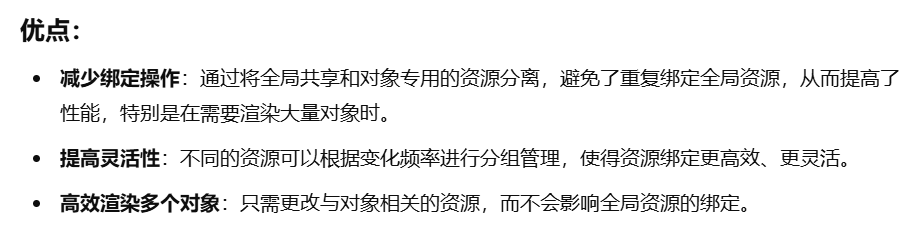 优点：
• 减少绑定操作：通过将全局共享和对象专用的资源分离，避免了重复绑定全局资源，从而提高了
性能，特别是在需要渲染大量对象时。
• 提高灵活性：不同的资源可以根据变化频率进行分组管理，使得资源绑定更高效、更灵活。
• 高效渲染多个对象：只需更改与对象相关的资源，而不会影响全局资源的绑定。